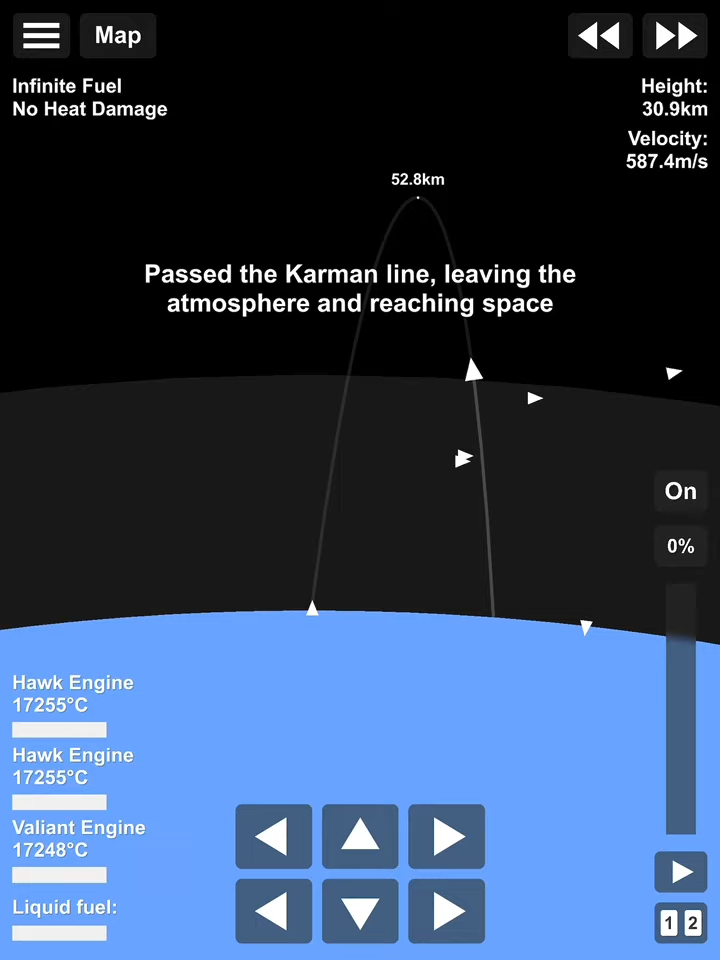 Map
Infinite Fuel
No Heat Damage
Height:
30.9km
Velocity:
587.4m/s
52.8km
Passed the Karman line, leaving the
atmosphere and reaching space
On
0%
Hawk Engine
17255°C
Hawk Engine
17255°C
Valiant Engine
17248°C
Liquid fuel:
1 2